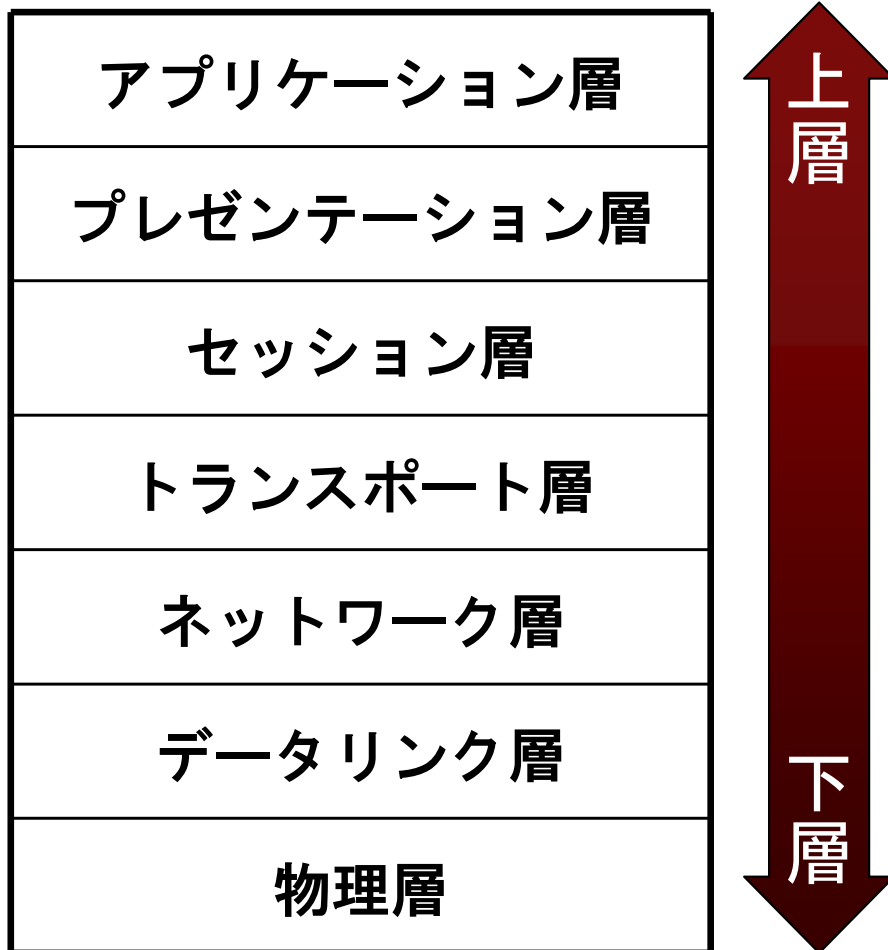 アプリケーション層
プレゼンテーション層
セッション層
トランスポート層
ネットワーク層
データリンク層
物理層
上層
下層